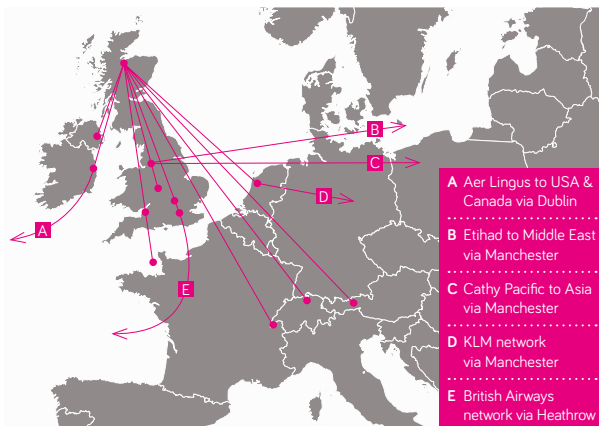 B
C
D
A
E
A Aer Lingus to USA &
Canada via Dublin
B Etihad to Middle East
via Manchester
C Cathy Pacific to Asia
via Manchester
D KLM network
via Manchester
E British Airways
network via Heathrow